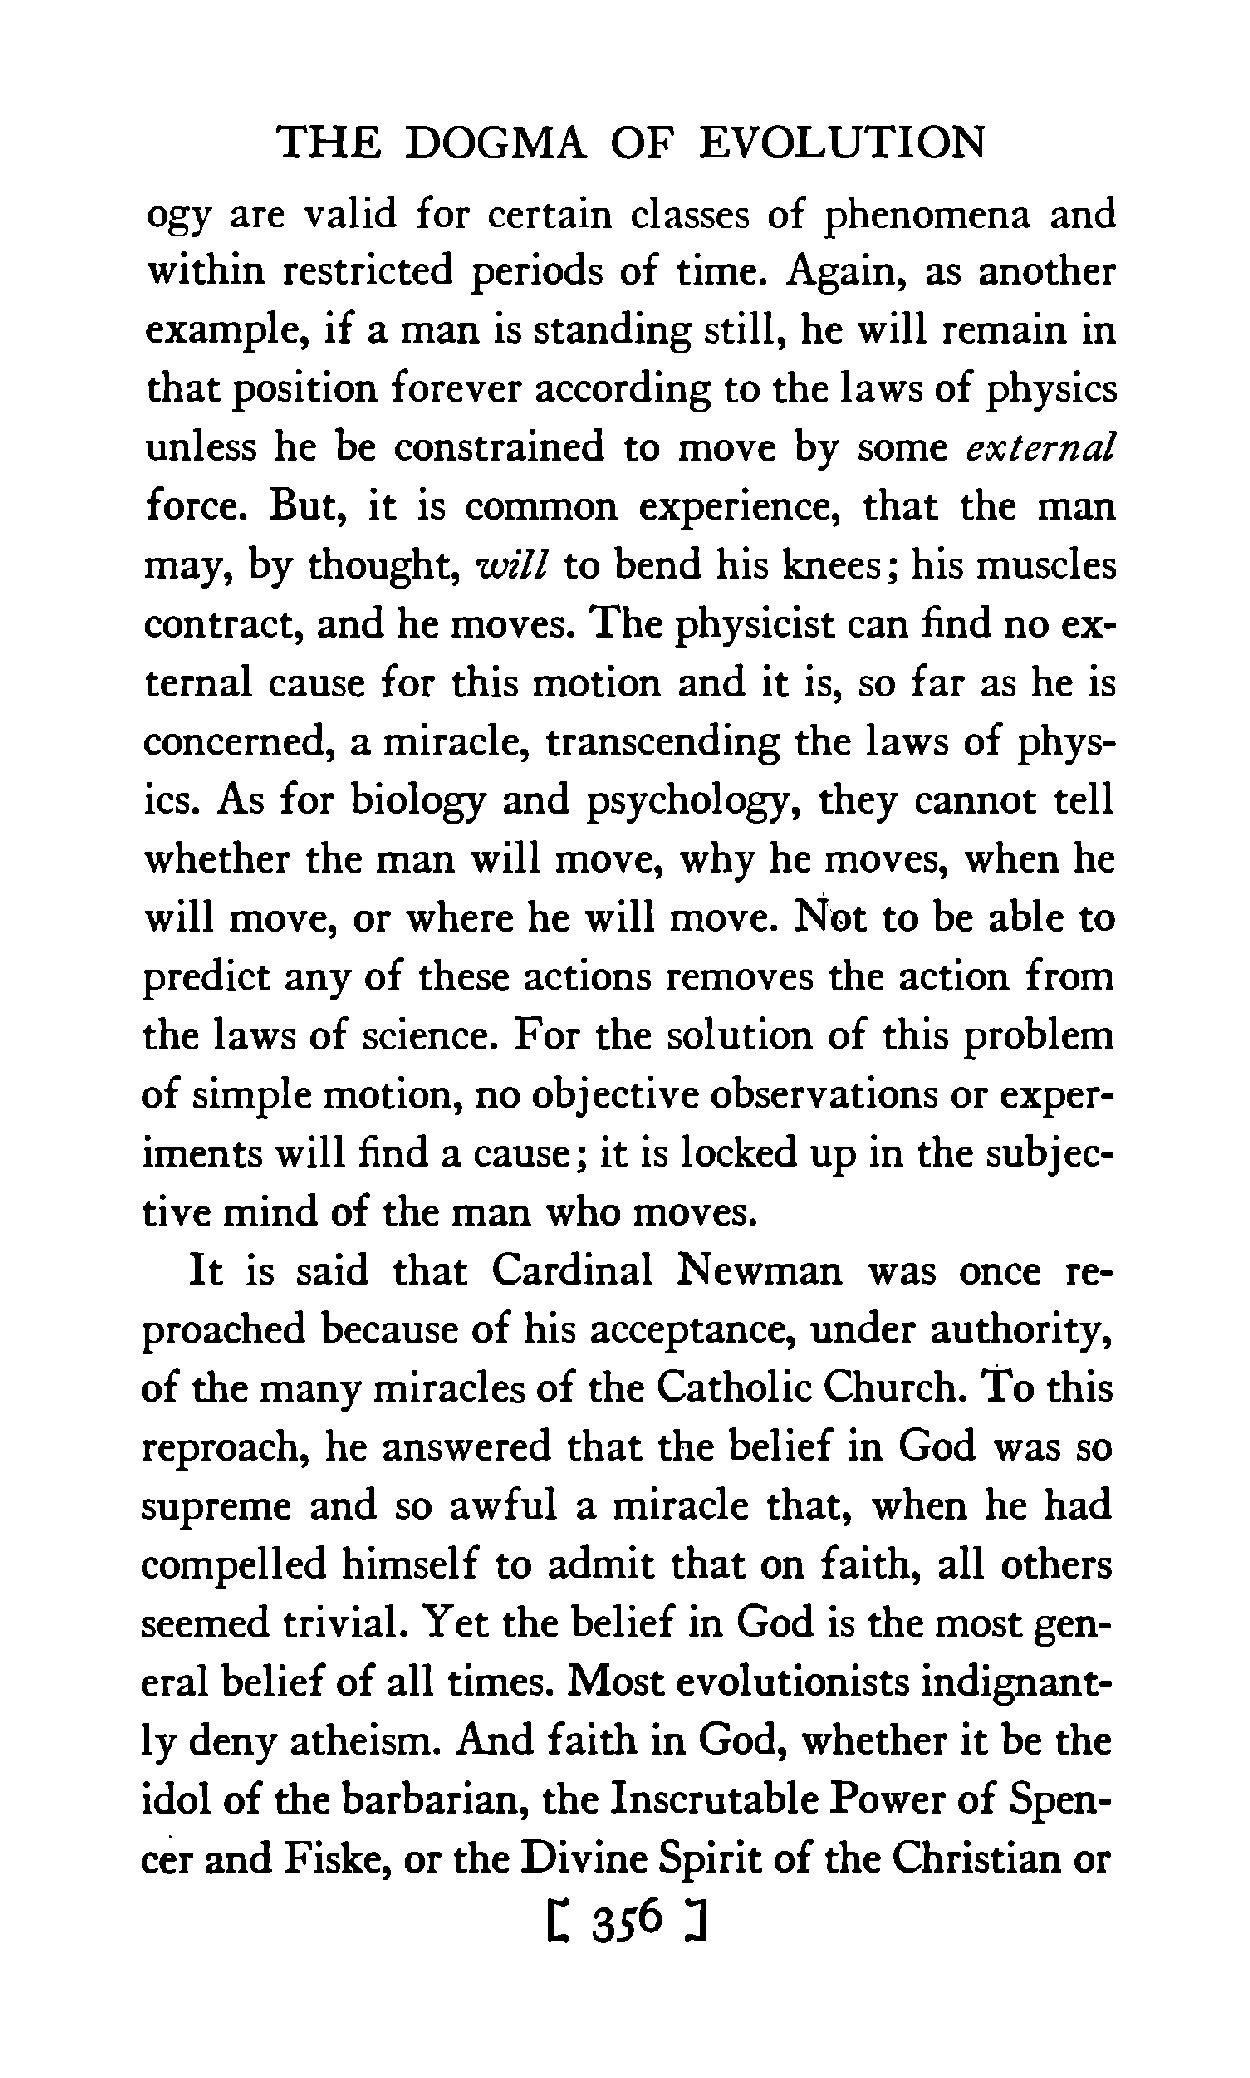 THE DOGMA OF EVOLUTION
ogy are valid for certain classes of phenomena and
within restricted periods of time. Again, as another
example, if a man is standing still, he will remain in
that position forever according to the laws of physics
unless he be constrained to move by some external
force. But, it is common experience, that the man
may, by thought, will to bend his knees; his muscles
contract, and he moves. The physicist can find no ex-
ternal cause for this motion and it is, so far as he is
concerned, a miracle, transcending the laws of phys-
ics. As for biology and psychology, they cannot tell
whether the man will move, why he moves, when he
will move, or where he will move. Not to be able to
predict any of these actions removes the action from
the laws of science. For the solution of this problem
of simple motion, no objective observations or exper-
iments will find a cause; it is locked up in the subjec-
tive mind of the man who moves.
It is said that Cardinal Newman was once re-
proached because of his acceptance, under authority,
of the many miracles of the Catholic Church. To this
reproach, he answered that the belief in God was so
supreme and so awful a miracle that, when he had
compelled himself to admit that on faith, all others
seemed trivial. Yet the belief in God is the most gen-
eral belief of all times. Most evolutionists indignant-
ly deny atheism. And faith in God, whether it be the
idol of the barbarian, the Inscrutable Power of Spen-
cer and Fiske, or the Divine Spirit of the Christian or
[ 356 ]